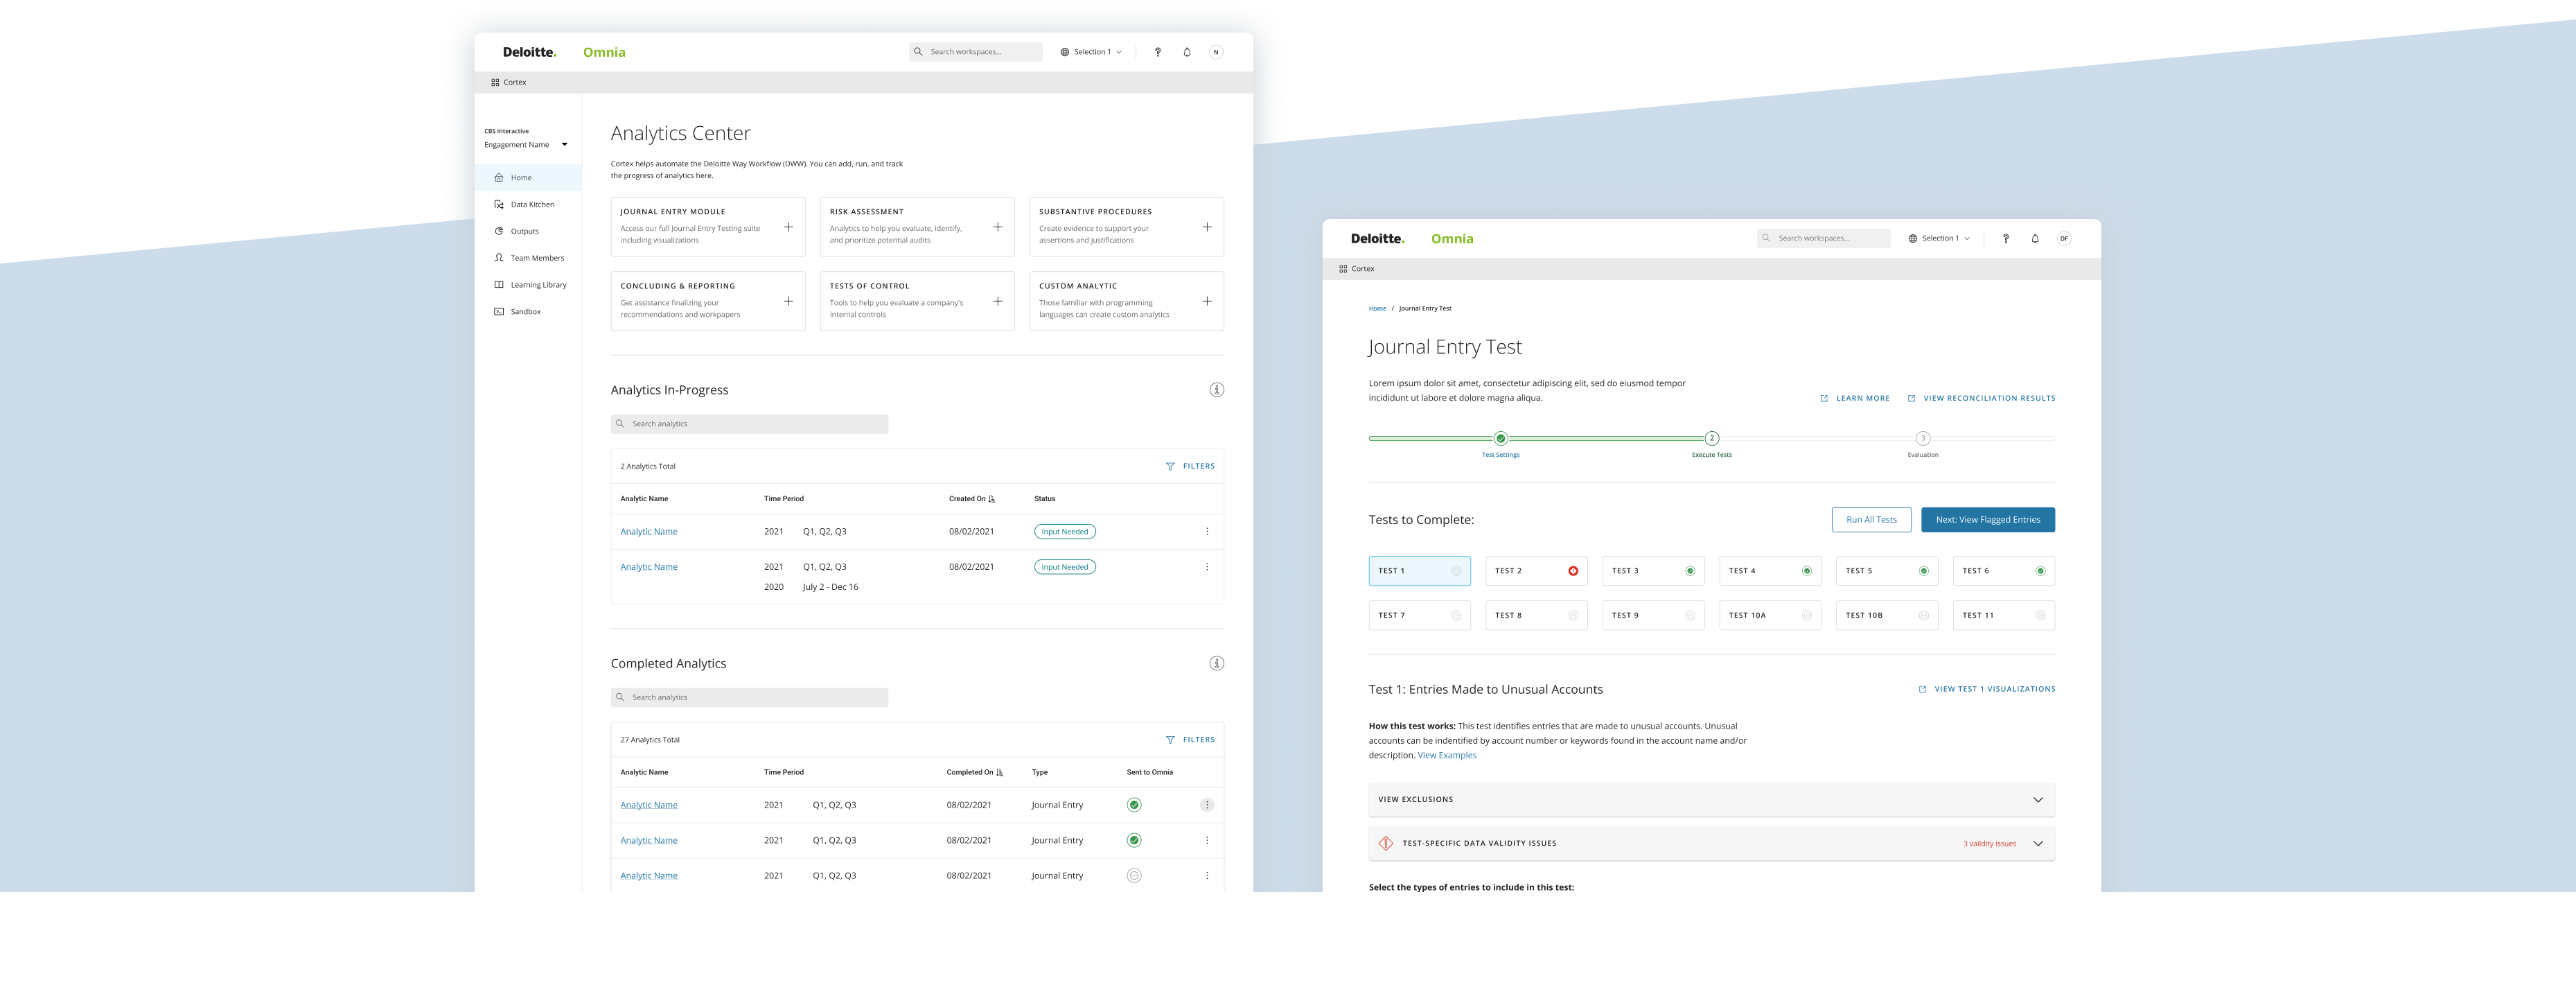 Deloitte. Omnia Search workspaces... Selection 1 ? N
Cortex
CBS Interactive
Engagement Name
Home
Data Kitchen
Outputs
Team Members
Learning Library
Sandbox
Analytics Center
Cortex helps automate the Deloitte Way Workflow (DWW). You can add, run, and track
the progress of analytics here.
JOURNAL ENTRY MODULE
Access our full Journal Entry Testing suite
including visualizations
RISK ASSESSMENT
Analytics to help you evaluate, identify,
and prioritize potential audits
SUBSTANTIVE PROCEDURES
Create evidence to support your
assertions and justifications
CONCLUDING & REPORTING
Get assistance finalizing your
recommendations and workpapers
TESTS OF CONTROL
Tools to help you evaluate a company's
internal controls
CUSTOM ANALYTIC
Those familiar with programming
languages can create custom analytics
Analytics In-Progress
Search analytics
2 Analytics Total FILTERS
Analytic Name Time Period Created On Status
Analytic Name 2021 Q1, Q2, Q3 08/02/2021 Input Needed
Analytic Name 2021 Q1, Q2, Q3 08/02/2021 Input Needed
2020 July 2 - Dec 16
Completed Analytics
Search analytics
27 Analytics Total FILTERS
Analytic Name Time Period Completed On Type Sent to Omnia
Analytic Name 2021 Q1, Q2, Q3 08/02/2021 Journal Entry
Analytic Name 2021 Q1, Q2, Q3 08/02/2021 Journal Entry
Analytic Name 2021 Q1, Q2, Q3 08/02/2021 Journal Entry
Deloitte. Omnia Search workspaces... Selection 1 ? DF
Cortex
Home / Journal Entry Test
Journal Entry Test
Lorem ipsum dolor sit amet, consectetur adipiscing elit, sed do eiusmod tempor
incididunt ut labore et dolore magna aliqua.
LEARN MORE VIEW RECONCILIATION RESULTS
2 3
Test Settings Execute Tests Evaluation
Tests to Complete: Run All Tests Next: View Flagged Entries
TEST 1 TEST 2 TEST 3 TEST 4 TEST 5 TEST 6
TEST 7 TEST 8 TEST 9 TEST 10A TEST 10B TEST 11
Test 1: Entries Made to Unusual Accounts VIEW TEST 1 VISUALIZATIONS
How this test works: This test identifies entries that are made to unusual accounts. Unusual
accounts can be indentified by account number or keywords found in the account name and/or
description. View Examples
VIEW EXCLUSIONS
TEST-SPECIFIC DATA VALIDITY ISSUES 3 vaildity issues
Select the types of entries to include in this test: